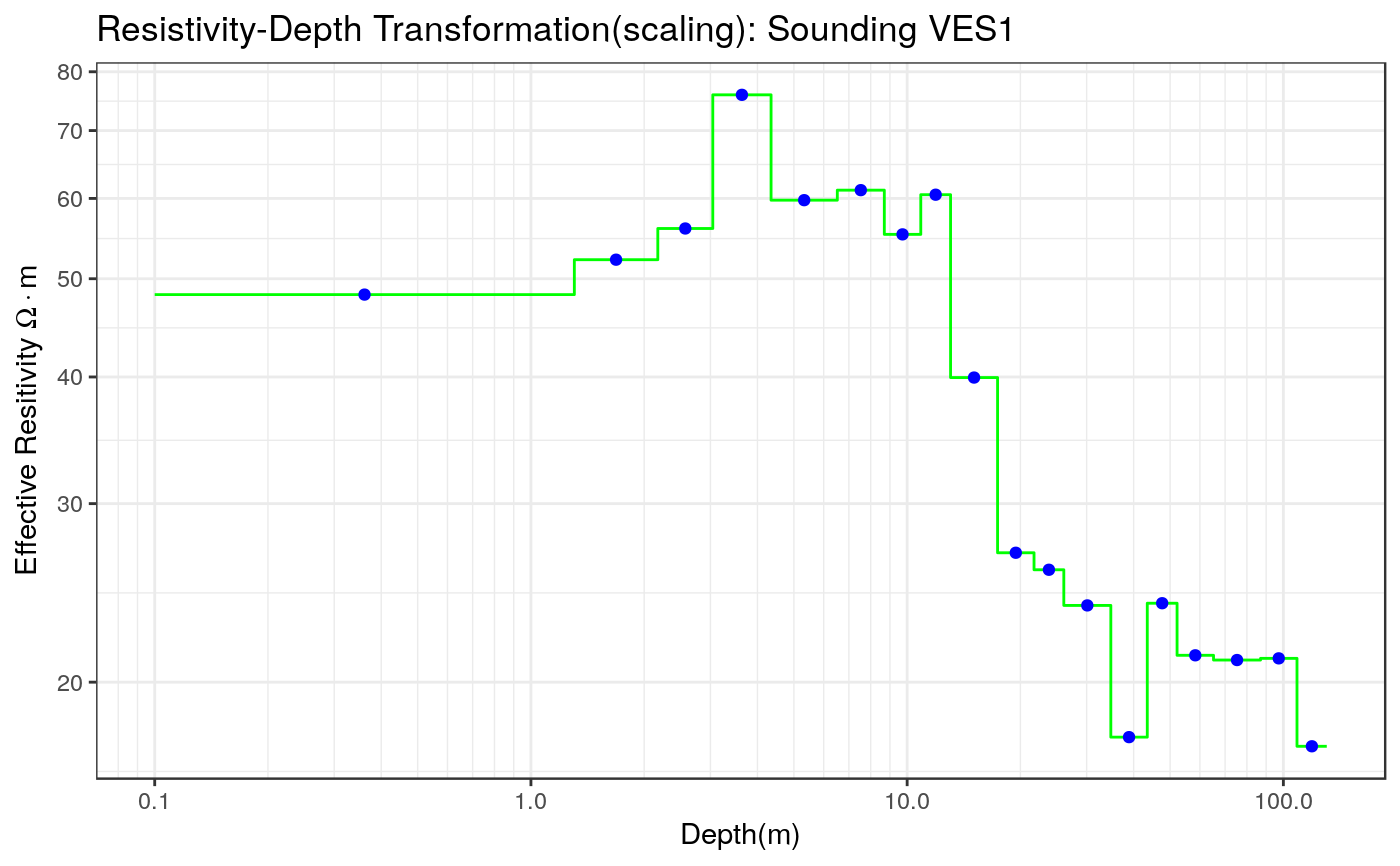 Resistivity-Depth Transformation(scaling): Sounding VES1
80
70
60
50
40
30
20
Effective Resitivity Ω · m
0.1 1.0 10.0 100.0
Depth(m)